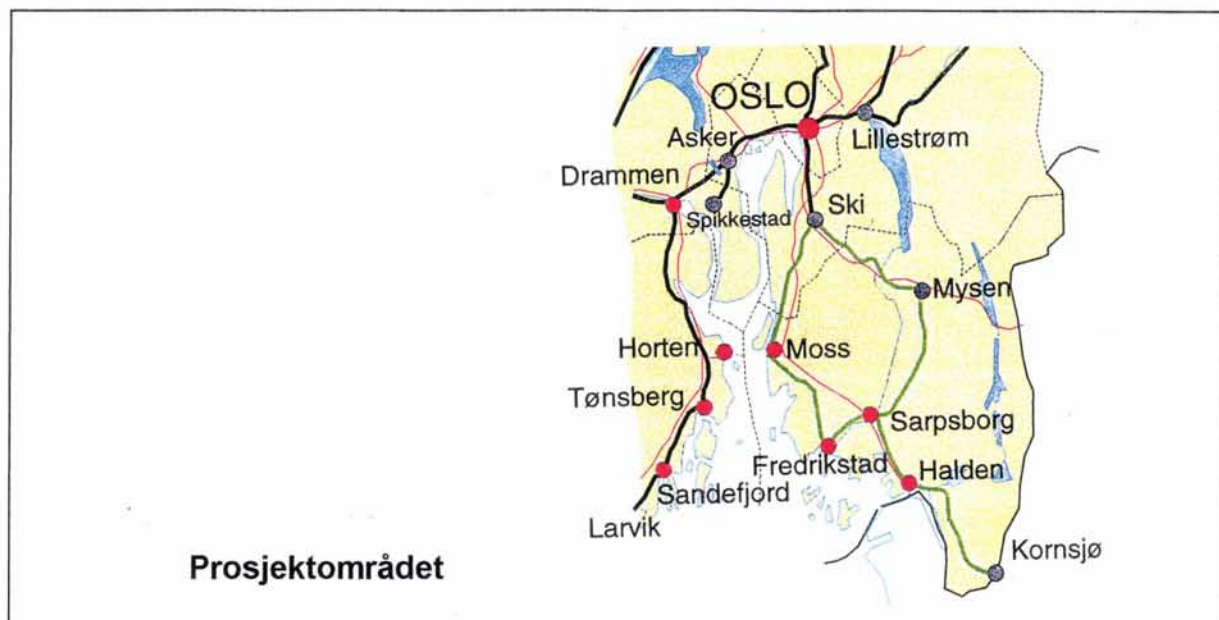 OSLO
Asker
Lillestrøm
Drammen
Spikkestad
Ski
Mysen
Horten
Moss
Tønsberg
Sarpsborg
Fredrikstad
Halden
Sandefjord
Larvik
Kornsjø
Prosjektområdet